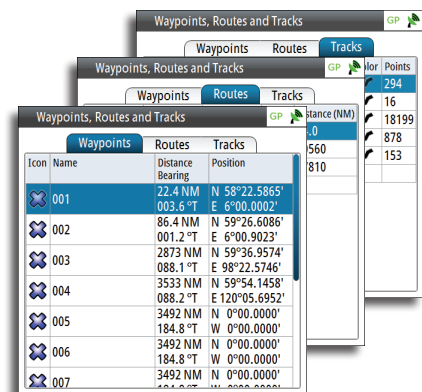 Waypoints, Routes and Tracks GP
Waypoints Routes Tracks
Points
294
16
18199
878
153
Waypoints, Routes and Tracks GP
Waypoints Routes Tracks
(NM)
Waypoints, Routes and Tracks GP
Waypoints Routes Tracks
Icon Name Distance Bearing Position
001 22.4 NM N 58°22.5865'
003.6 °T E 6°00.0002'
002 86.4 NM N 59°26.6086'
001.2 °T E 6°00.9023'
003 2873 NM N 59°36.9574'
088.1 °T E 98°22.5746'
004 3533 NM N 59°54.1458'
088.2 °T E 120°05.6952'
005 3492 NM N 0°00.0000'
184.8 °T W 0°00.0000'
006 3492 NM N 0°00.0000'
184.8 °T W 0°00.0000'
007 3492 NM N 0°00.0000'